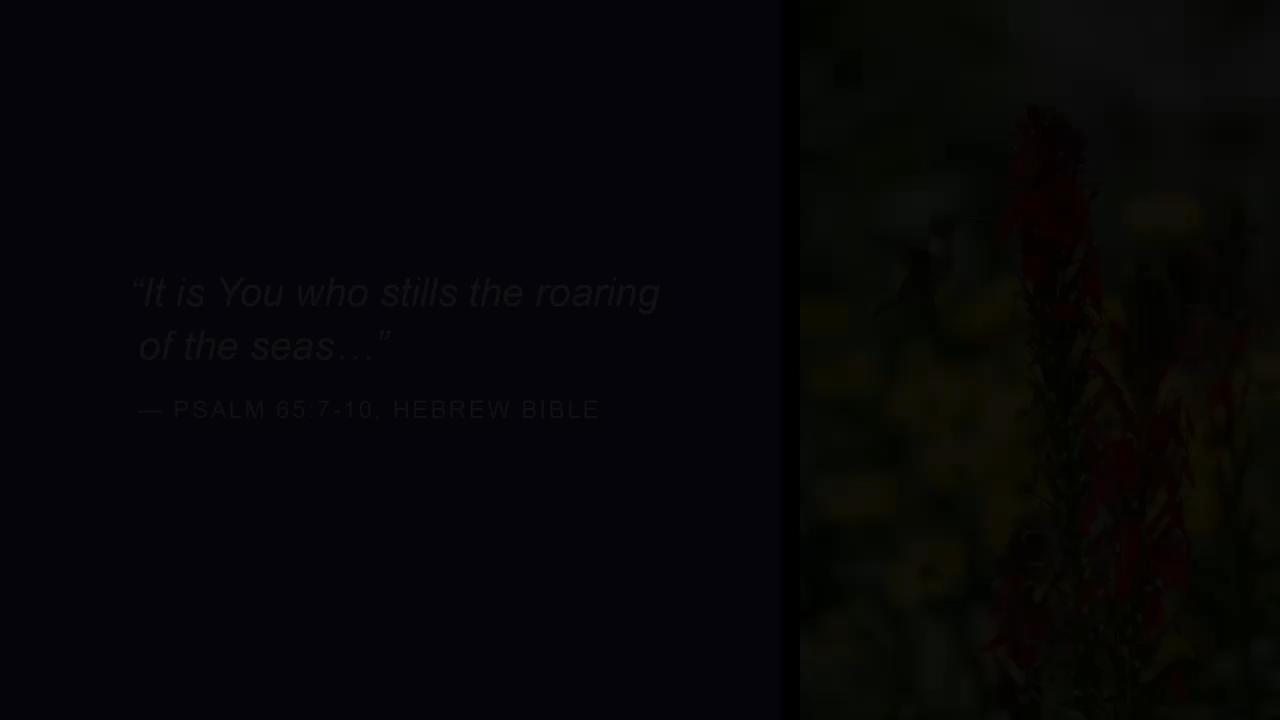 “It is You who stills the roaring
of the seas…”
— PSALM 65:7-10, HEBREW BIBLE